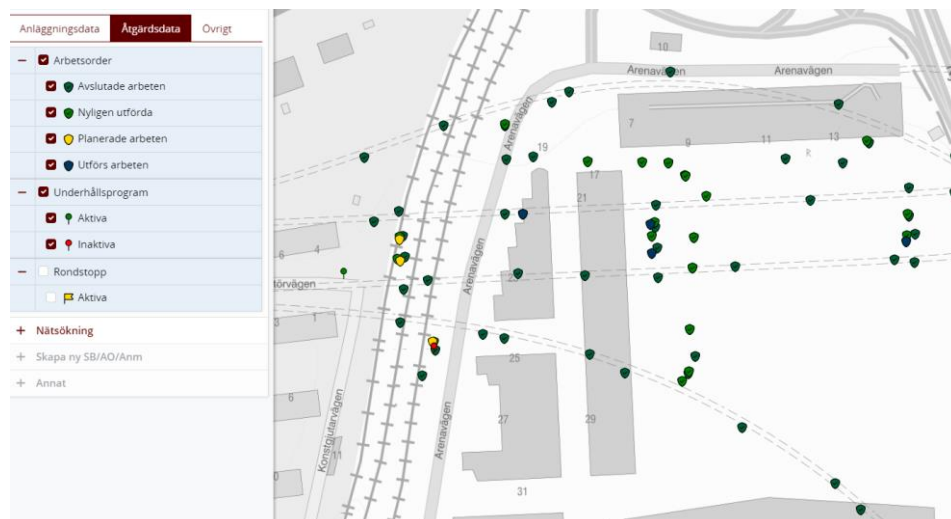 Anläggningsdata
Åtgärdsdata
Övrigt
Arbetsorder
Avslutade arbeten
Nyligen utförda
Planerade arbeten
Utförs arbeten
Underhållsprogram
Aktiva
Inaktiva
Rondstopp
Aktiva
Nätsökning
Skapa ny SB/AO/Anm
Annat
10
Arenavägen
Arenavägen
7
9
11
13
R
Arenavägen
19
17
21
6
4
törvägen
Arenavägen
3
1
25
6
27
29
Konstgjutarvägen
11
Arenavägen
31